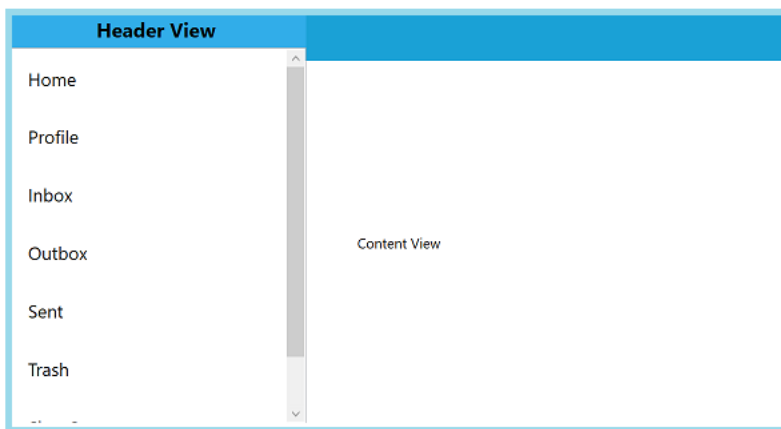 Header View
Home
Profile
Inbox
Outbox
Content View
Sent
Trash